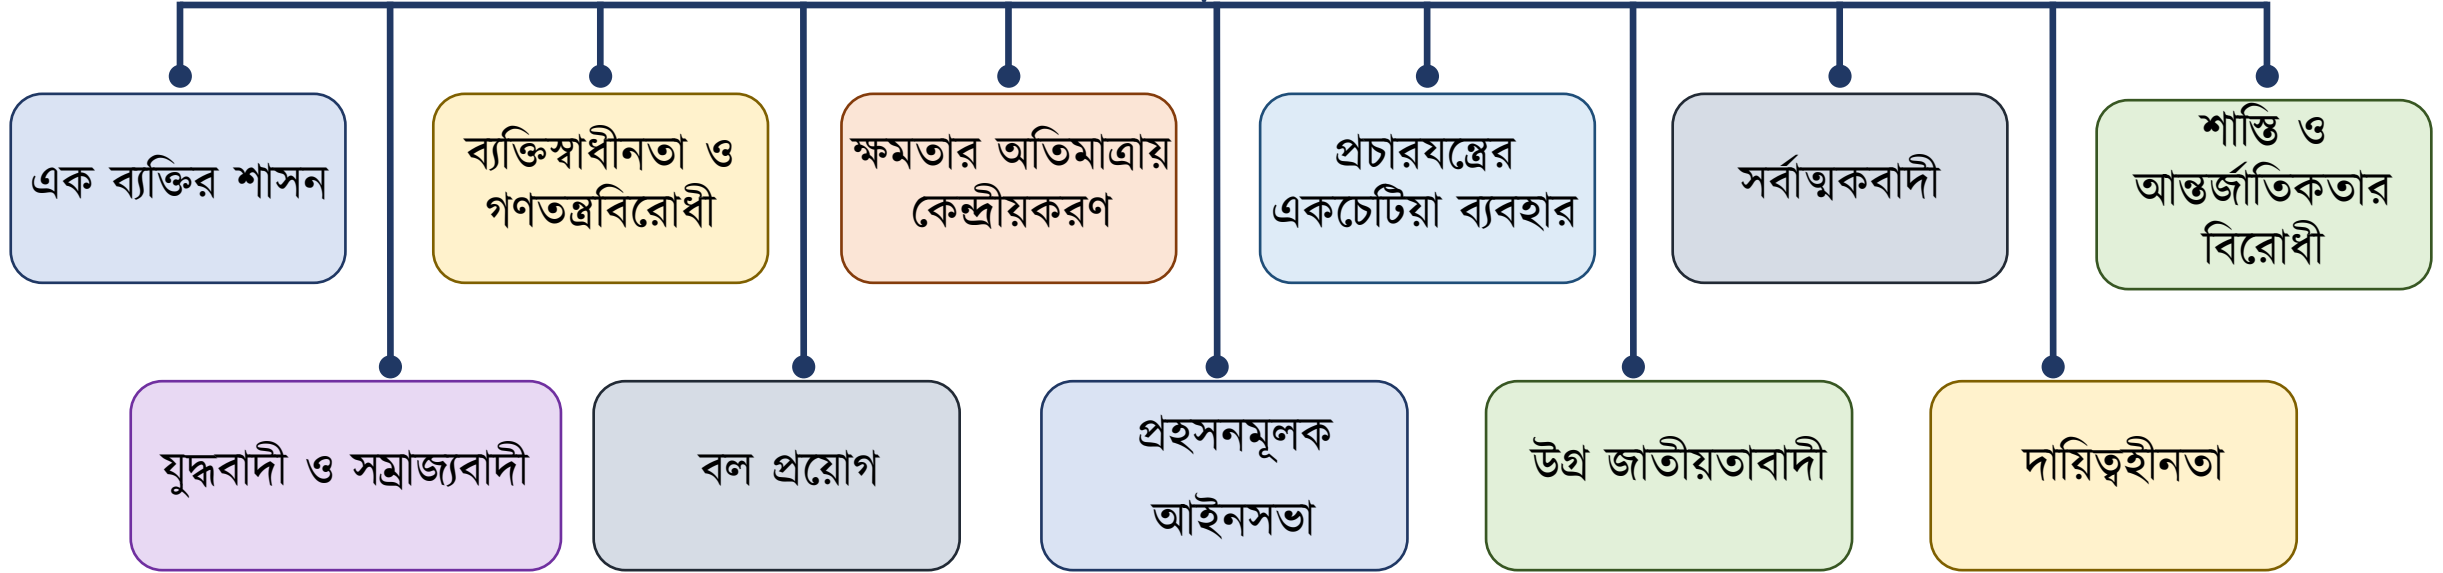 এক ব্যক্তির শাসন
ব্যক্তিস্বাধীনতা ও
গণতন্ত্রবিরোধী
ক্ষমতার অতিমাত্রায়
কেন্দ্রীয়করণ
প্রচারযন্ত্রের
একচেটিয়া ব্যবহার
সর্বাত্মকবাদী
শাস্তি ও
আন্তর্জাতিকতার
বিরোধী
যুদ্ধবাদী ও সম্রাজ্যবাদী
বল প্রয়োগ
প্রহসনমূলক
আইনসভা
উগ্র জাতীয়তাবাদী
দায়িত্বহীনতা